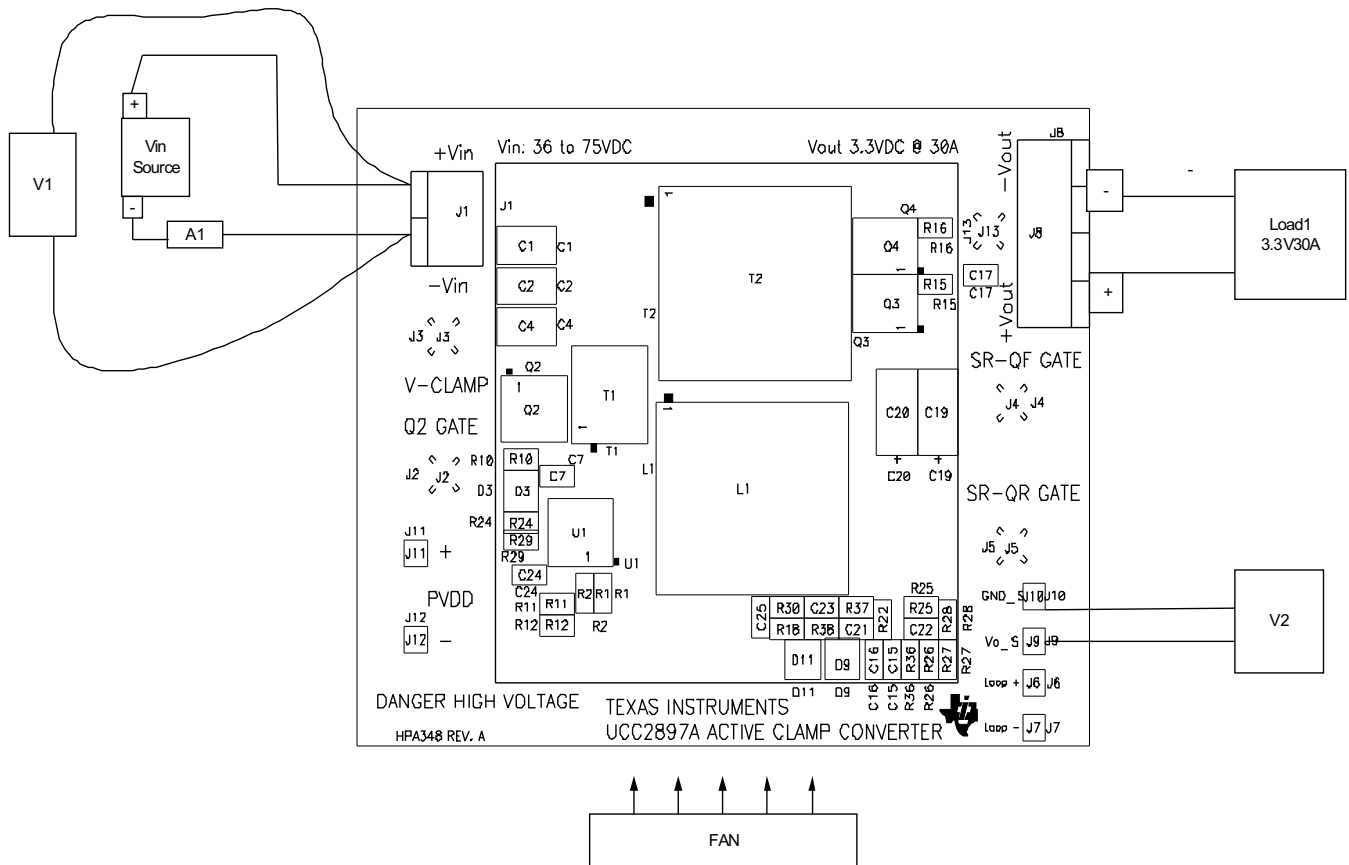 V1
+
Vin
Source
-
A1
+Vin
J1
-Vin
J3 J3
V-CLAMP
Q2 GATE
J2 J2
J11
J11 +
PVDD
J12
J12 -
DANGER HIGH VOLTAGE
HPA348 REV. A
Vin: 36 to 75VDC
Vout 3.3VDC @ 30A
J1
C1 C1
C2 C2
C4 C4
Q2
1
Q2
T1
1
T1
T2
1
T2
Q4
Q4
1
R16
R16
Q3
1
Q3
R15
R15
C17
C17
J13
J13
C20
C19
+
+
C20
C19
L1
1
L1
R10 R10
C7
C7
D3 D3
R24 R24
R29
R29
U1
1
U1
C24
C24
R11 R11
R12 R12
R2 R1 R1
R2
C25
R30 C23 R37
R18 R38 C21
R22
R25
R25
C22
R28
R28
D11
D9
C16 C15 R36 R26 R27 R27
D11
D9
C16 C15 R36 R26
TEXAS INSTRUMENTS
UCC2897A ACTIVE CLAMP CONVERTER
ti
-Vout
+Vout
-
+
-
Load1
3.3V30A
SR-QF GATE
J4 J4
SR-QR GATE
J5 J5
J10 J10
J9 J9
Loop + J6 J6
Loop - J7 J7
V2
FAN